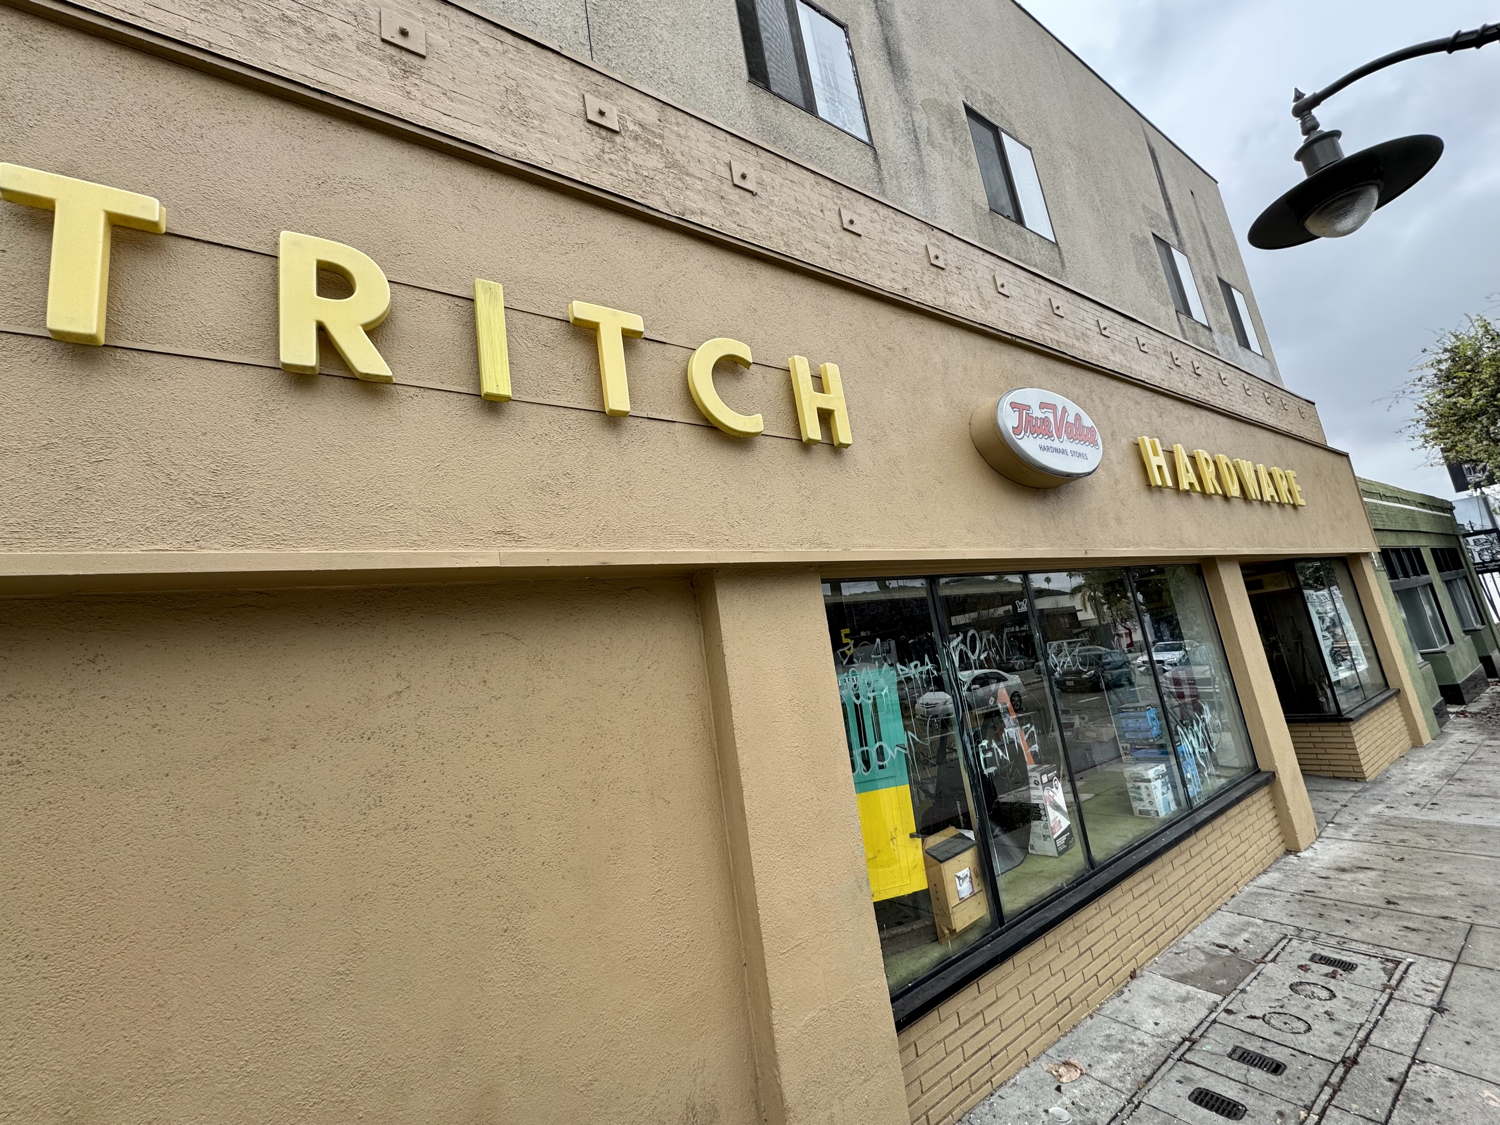 TRITCH
True Value
HARDWARE STORES
HARDWARE